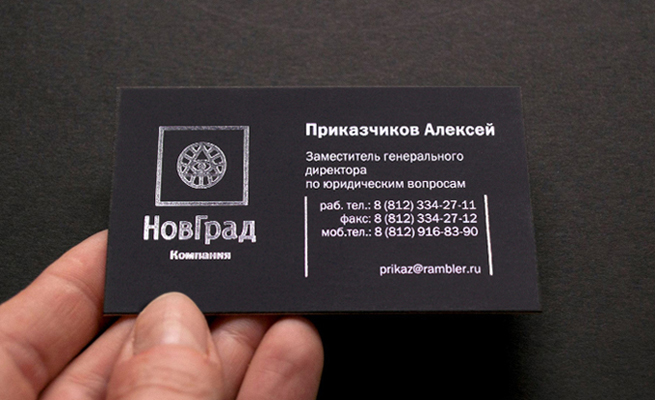 НовГрад
Компания
Приказчиков Алексей
Заместитель генерального
директора
по юридическим вопросам
раб. тел.: 8 (812) 334-27-11
факс: 8 (812) 334-27-12
моб.тел.: 8 (812) 916-83-90
prikaz@rambler.ru